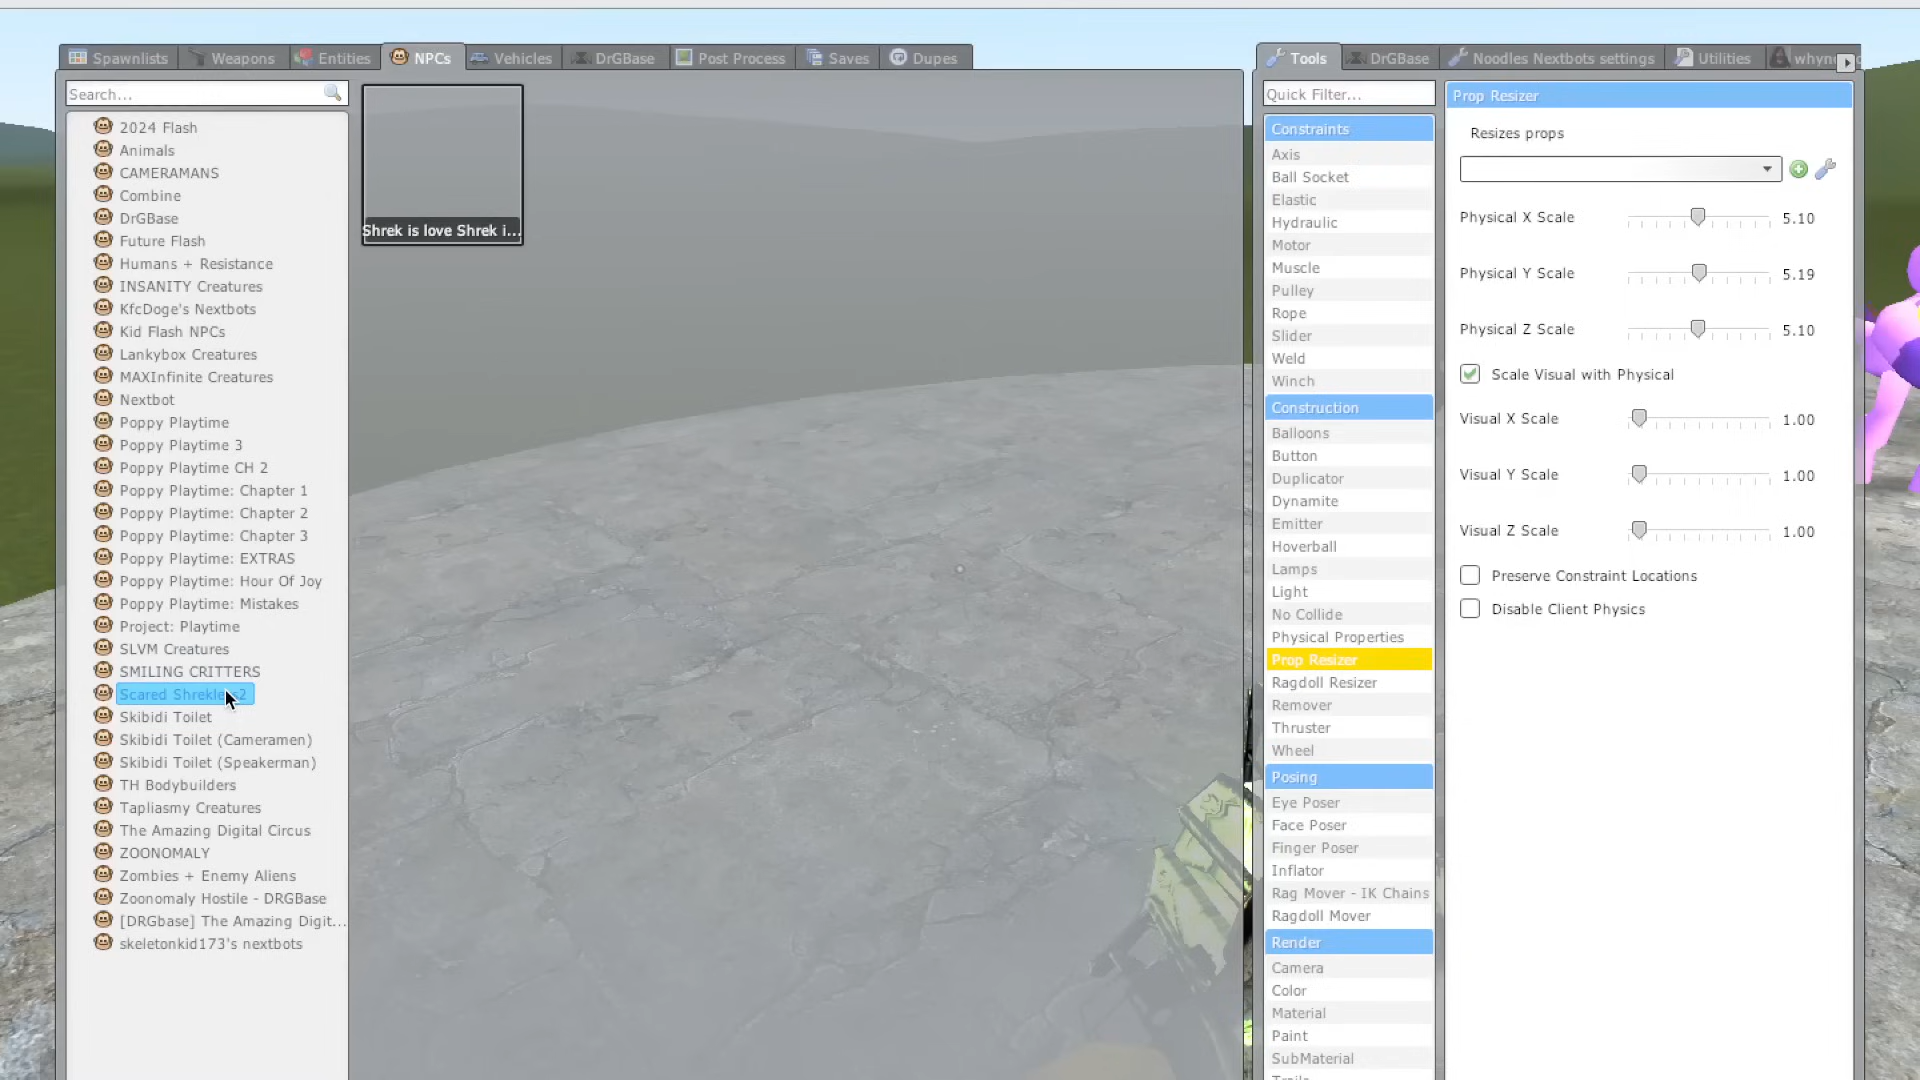 Spawnlists
Weapons
Entities
NPCs
Vehicles
DrGBase
Post Process
Saves
Dupes
Search...
2024 Flash
Animals
CAMERAMANS
Combine
DrGBase
Future Flash
Humans + Resistance
INSANITY Creatures
KfcDoge's Nextbots
Kid Flash NPCs
Lankybox Creatures
MAXInfinite Creatures
Nextbot
Poppy Playtime
Poppy Playtime 3
Poppy Playtime CH 2
Poppy Playtime: Chapter 1
Poppy Playtime: Chapter 2
Poppy Playtime: Chapter 3
Poppy Playtime: EXTRAS
Poppy Playtime: Hour Of Joy
Poppy Playtime: Mistakes
Project: Playtime
SLVM Creatures
SMILING CRITTERS
Scared
Skibidi Toilet
Skibidi Toilet (Cameramen)
Skibidi Toilet (Speakerman)
TH Bodybuilders
Tapliasmy Creatures
The Amazing Digital Circus
ZOONOMALY
Zombies + Enemy Aliens
Zoonomaly Hostile - DRGBase
[DRGbase] The Amazing Digit...
skeletonkid173's nextbots
Shrek is love Shrek i...
Tools
DrGBase
Noodles Nextbots settings
Utilities
Quick Filter...
Constraints
Axis
Ball Socket
Elastic
Hydraulic
Motor
Muscle
Pulley
Rope
Slider
Weld
Winch
Construction
Balloons
Button
Duplicator
Dynamite
Emitter
Hoverball
Lamps
Light
No Collide
Physical Properties
Prop Resizer
Ragdoll Resizer
Remover
Thruster
Wheel
Posing
Eye Poser
Face Poser
Finger Poser
Inflator
Rag Mover - IK Chains
Ragdoll Mover
Render
Camera
Color
Material
Paint
SubMaterial
Prop Resizer
Resizes props
Physical X Scale 5.10
Physical Y Scale 5.19
Physical Z Scale 5.10
Scale Visual with Physical
Visual X Scale 1.00
Visual Y Scale 1.00
Visual Z Scale 1.00
Preserve Constraint Locations
Disable Client Physics